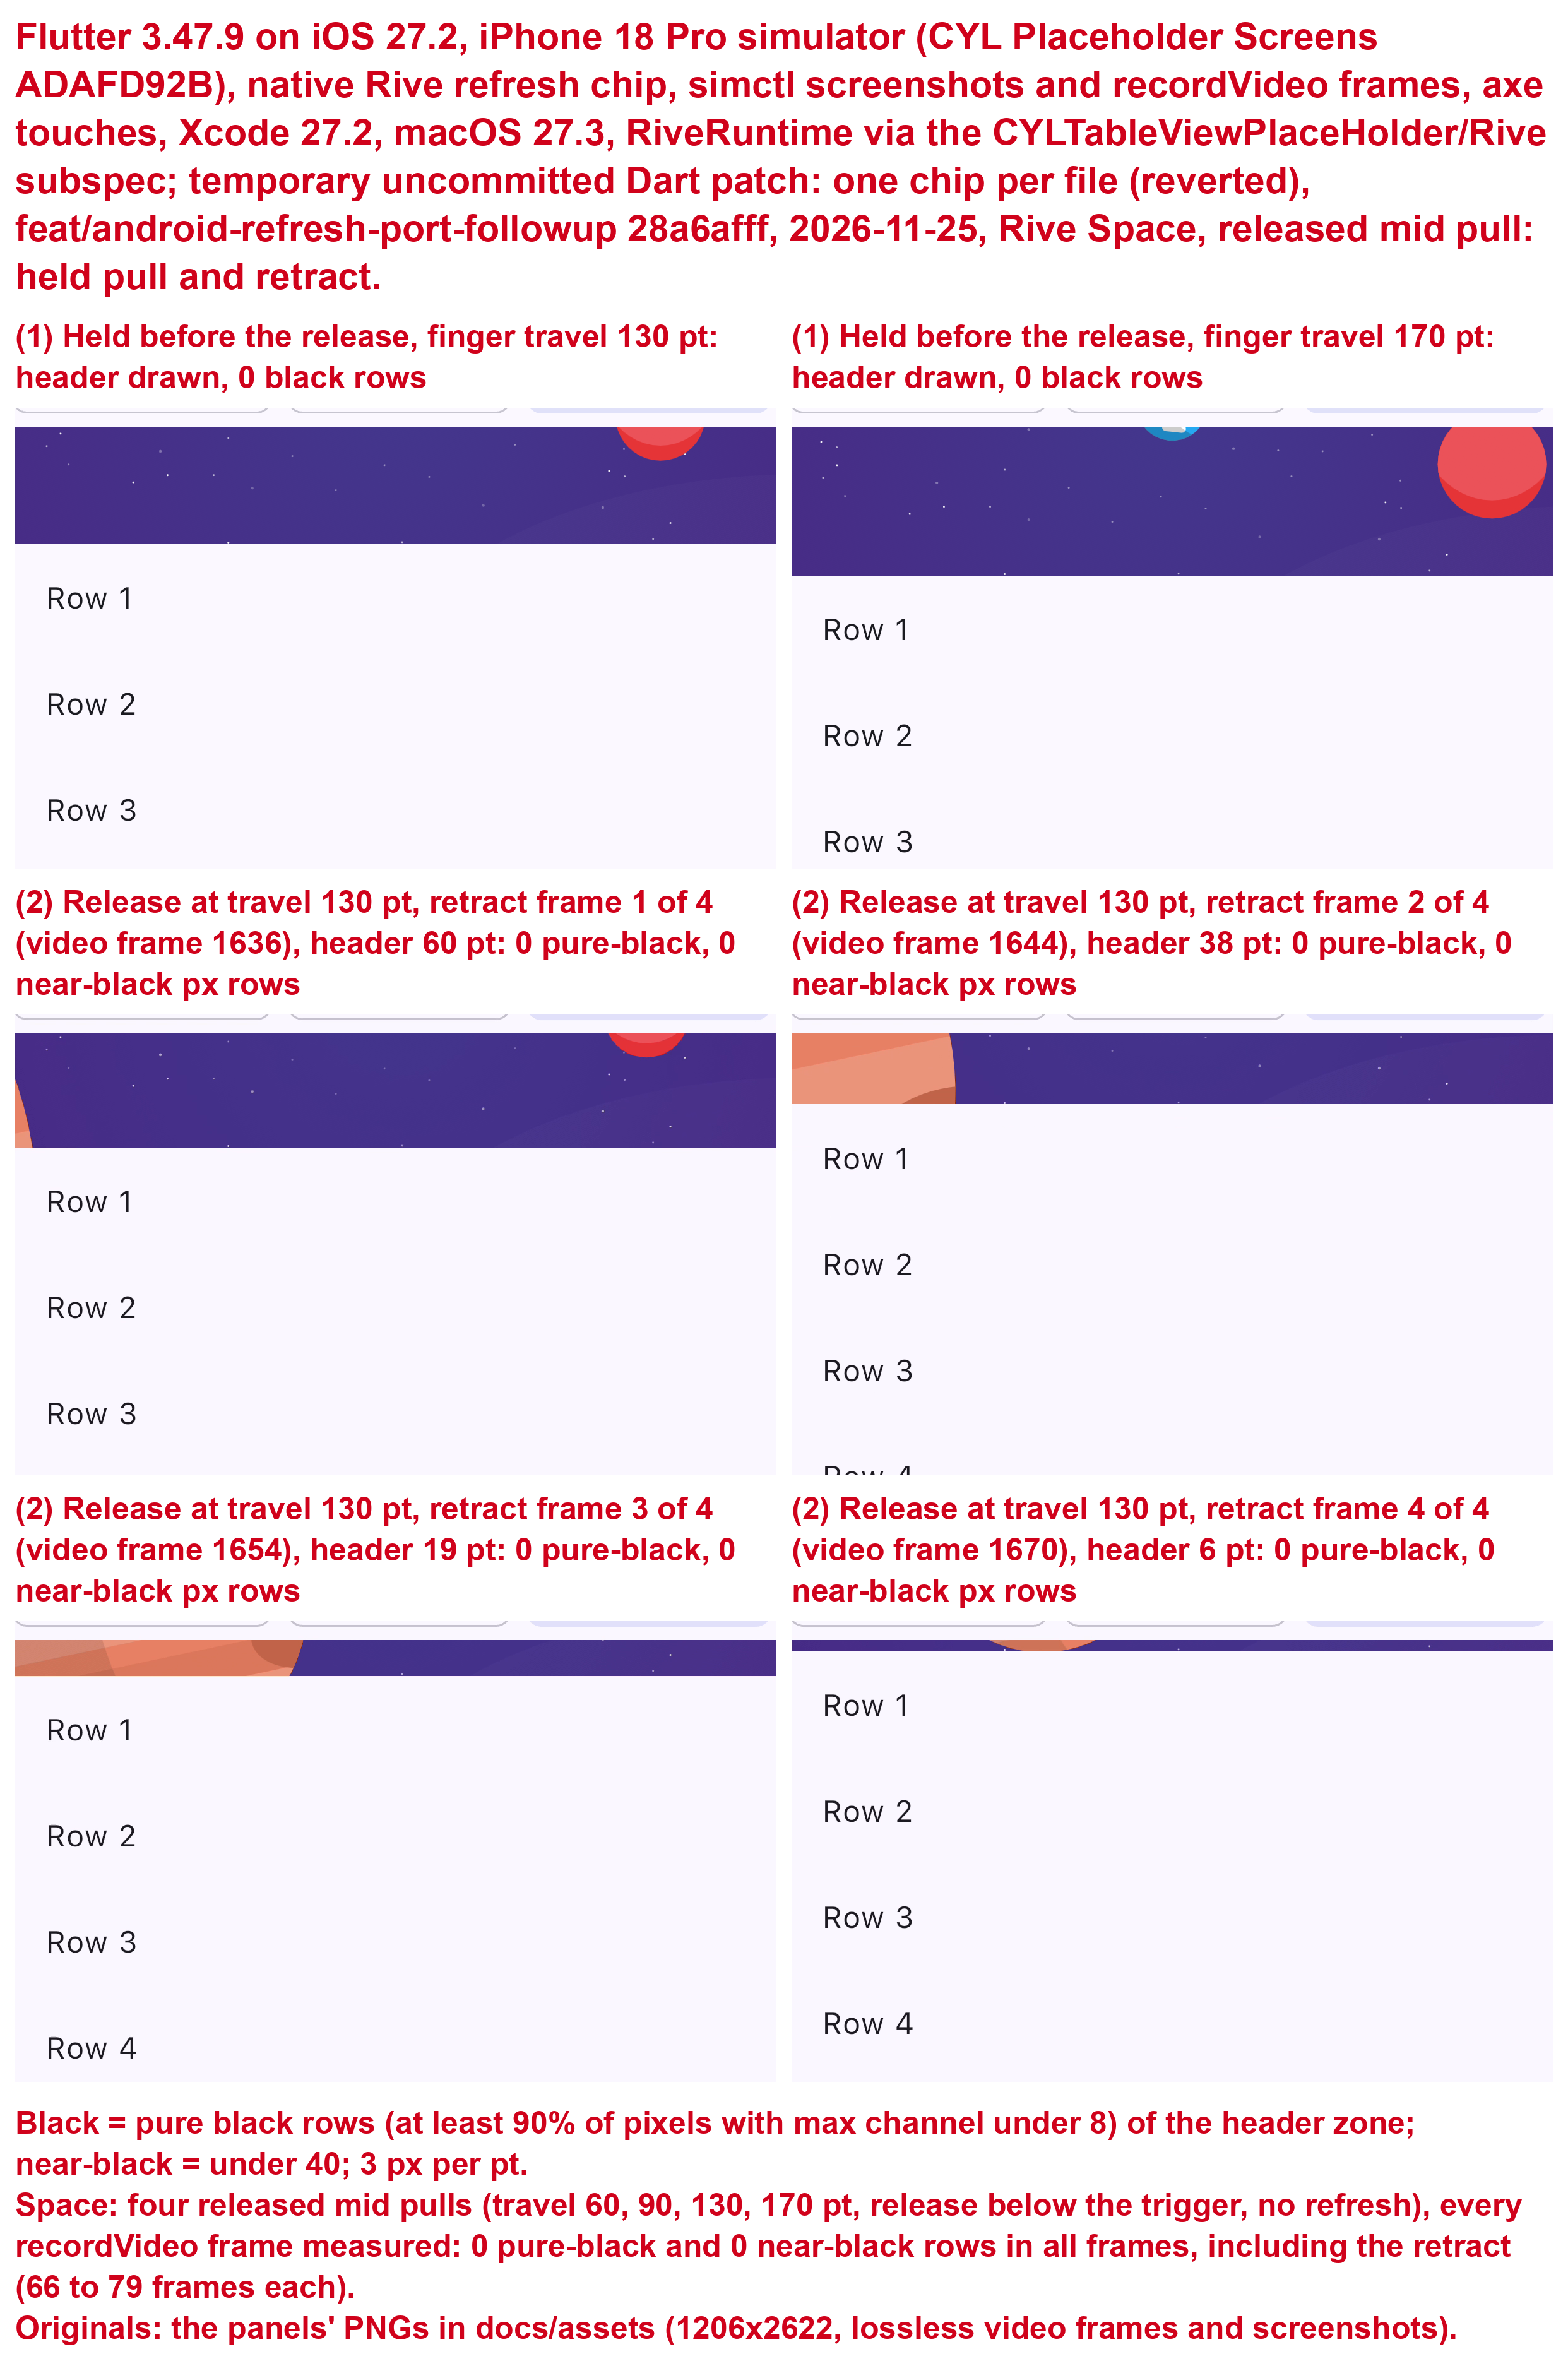 Flutter 3.47.9 on iOS 27.2, iPhone 18 Pro simulator (CYL Placeholder Screens
ADAFD92B), native Rive refresh chip, simctl screenshots and recordVideo frames, axe
touches, Xcode 27.2, macOS 27.3, RiveRuntime via the CYLTableViewPlaceHolder/Rive
subspec; temporary uncommitted Dart patch: one chip per file (reverted),
feat/android-refresh-port-followup 28a6afff, 2026-11-25, Rive Space, released mid pull:
held pull and retract.
(1) Held before the release, finger travel 130 pt:
header drawn, 0 black rows
Row 1
Row 2
Row 3
(1) Held before the release, finger travel 170 pt:
header drawn, 0 black rows
Row 1
Row 2
Row 3
(2) Release at travel 130 pt, retract frame 1 of 4
(video frame 1636), header 60 pt: 0 pure-black, 0
near-black px rows
Row 1
Row 2
Row 3
(2) Release at travel 130 pt, retract frame 2 of 4
(video frame 1644), header 38 pt: 0 pure-black, 0
near-black px rows
Row 1
Row 2
Row 3
Row 4
(2) Release at travel 130 pt, retract frame 3 of 4
(video frame 1654), header 19 pt: 0 pure-black, 0
near-black px rows
Row 1
Row 2
Row 3
Row 4
(2) Release at travel 130 pt, retract frame 4 of 4
(video frame 1670), header 6 pt: 0 pure-black, 0
near-black px rows
Row 1
Row 2
Row 3
Row 4
Black = pure black rows (at least 90% of pixels with max channel under 8) of the header zone;
near-black = under 40; 3 px per pt.
Space: four released mid pulls (travel 60, 90, 130, 170 pt, release below the trigger, no refresh), every
recordVideo frame measured: 0 pure-black and 0 near-black rows in all frames, including the retract
(66 to 79 frames each).
Originals: the panels' PNGs in docs/assets (1206x2622, lossless video frames and screenshots).